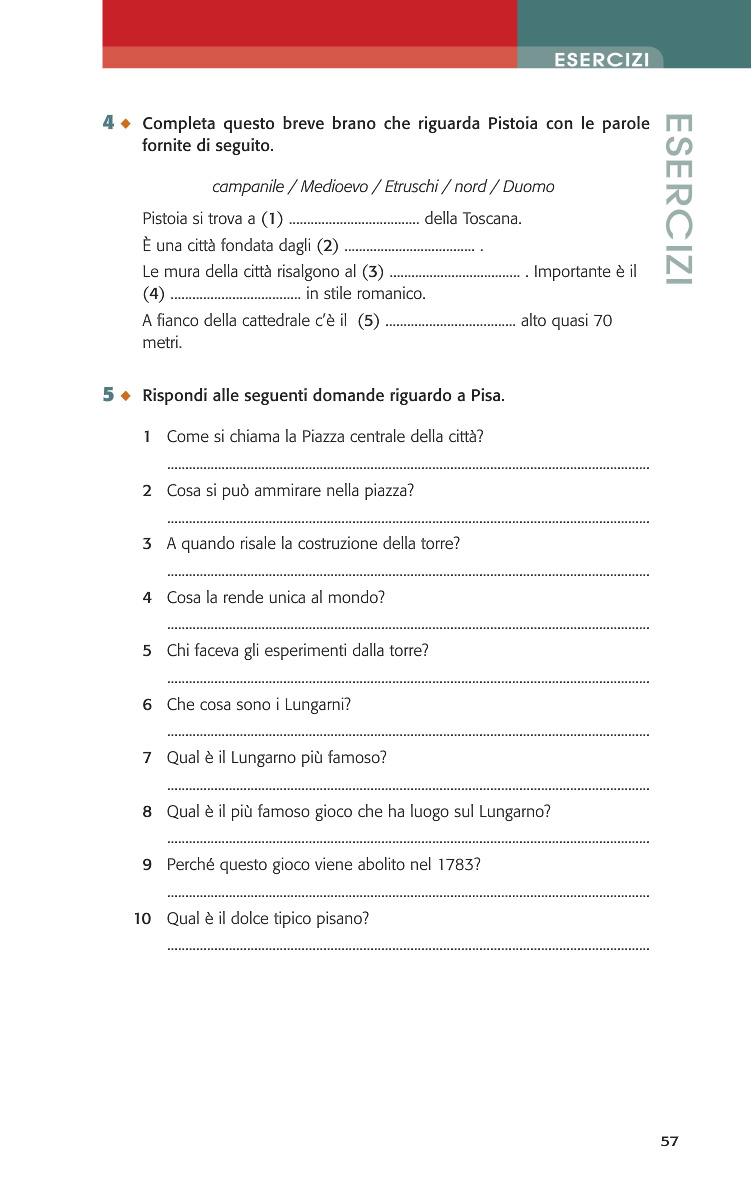 ESERCIZI
ESERCIZI
4 ◆ Completa questo breve brano che riguarda Pistoia con le parole
fornite di seguito.
campanile / Medioevo / Etruschi / nord / Duomo
Pistoia si trova a (1) .................................... della Toscana.
È una città fondata dagli (2) .................................... .
Le mura della città risalgono al (3) .................................... . Importante è il
(4) .................................... in stile romanico.
A fianco della cattedrale c'è il (5) .................................... alto quasi 70
metri.
5 ◆ Rispondi alle seguenti domande riguardo a Pisa.
1 Come si chiama la Piazza centrale della città?
....................................................................................................................................
2 Cosa si può ammirare nella piazza?
....................................................................................................................................
3 A quando risale la costruzione della torre?
....................................................................................................................................
4 Cosa la rende unica al mondo?
....................................................................................................................................
5 Chi faceva gli esperimenti dalla torre?
....................................................................................................................................
6 Che cosa sono i Lungarni?
....................................................................................................................................
7 Qual è il Lungarno più famoso?
....................................................................................................................................
8 Qual è il più famoso gioco che ha luogo sul Lungarno?
....................................................................................................................................
9 Perché questo gioco viene abolito nel 1783?
....................................................................................................................................
10 Qual è il dolce tipico pisano?
....................................................................................................................................
57